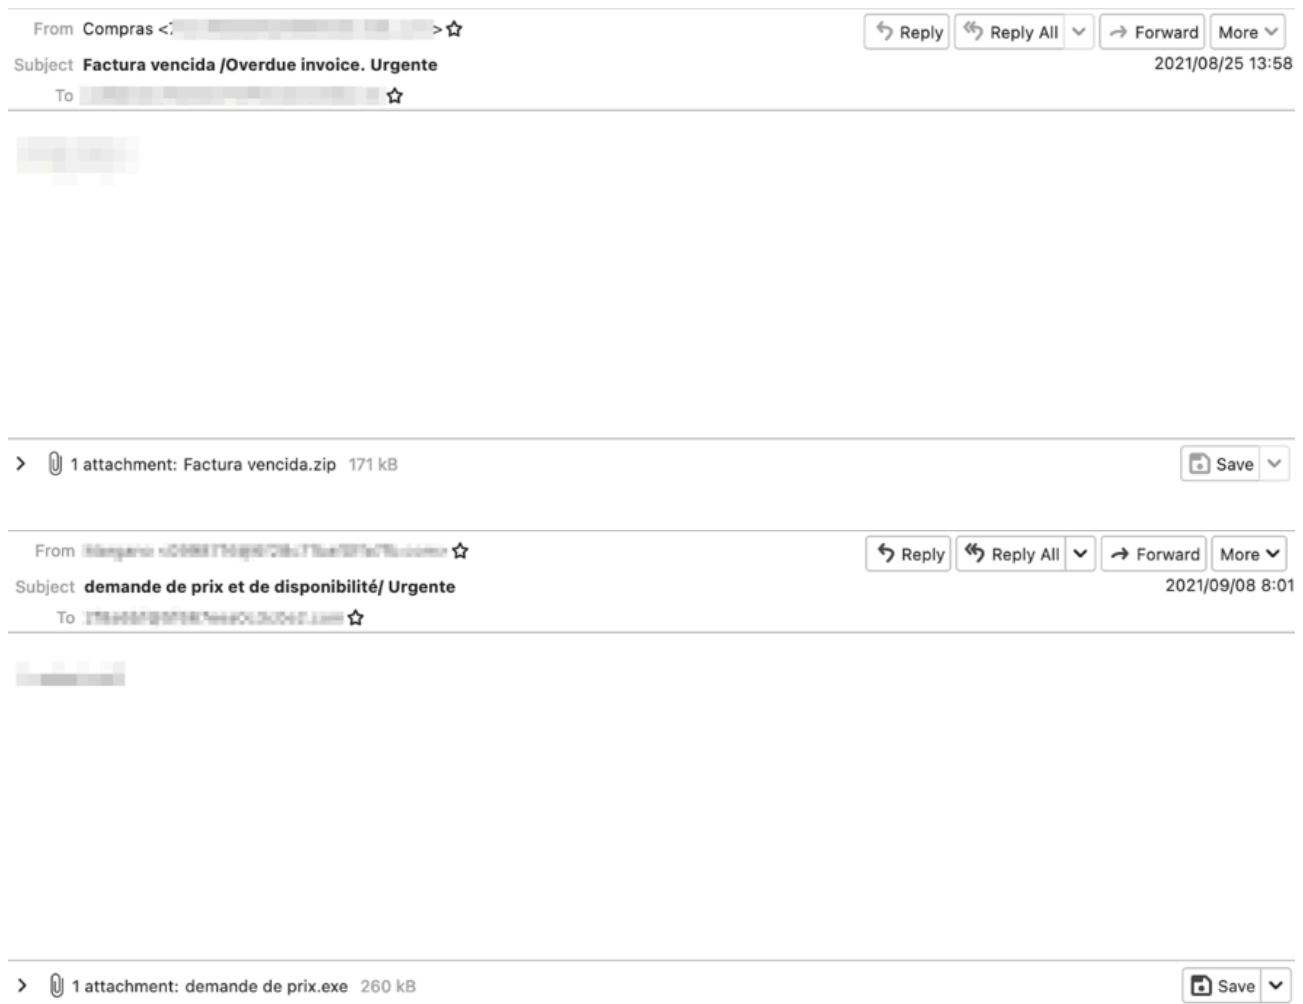 From Compras < > Reply Reply All Forward More
Subject Factura vencida /Overdue invoice. Urgente 2021/08/25 13:58
To
1 attachment: Factura vencida.zip 171 kB Save
From Reply Reply All Forward More
Subject demande de prix et de disponibilité/ Urgente 2021/09/08 8:01
To
1 attachment: demande de prix.exe 260 kB Save